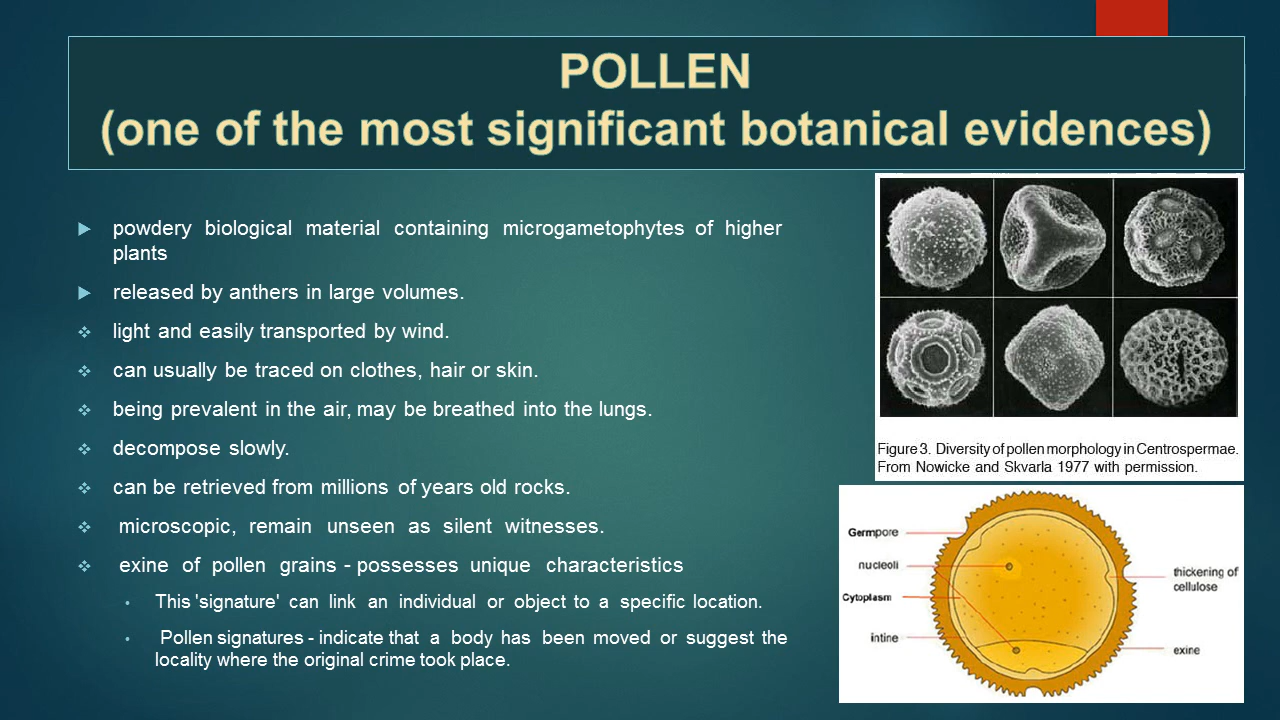 POLLEN
(one of the most significant botanical evidences)
powdery biological material containing microgametophytes of higher
plants
released by anthers in large volumes.
light and easily transported by wind.
can usually be traced on clothes, hair or skin.
being prevalent in the air, may be breathed into the lungs.
decompose slowly.
can be retrieved from millions of years old rocks.
microscopic, remain unseen as silent witnesses.
exine of pollen grains - possesses unique characteristics
This 'signature' can link an individual or object to a specific location.
Pollen signatures - indicate that a body has been moved or suggest the
locality where the original crime took place.
Figure 3. Diversity of pollen morphology in Centrospermae.
From Nowicke and Skvarla 1977 with permission.
Germpore
nucleoli
Cytoplasm
intine
thickening of
cellulose
exine